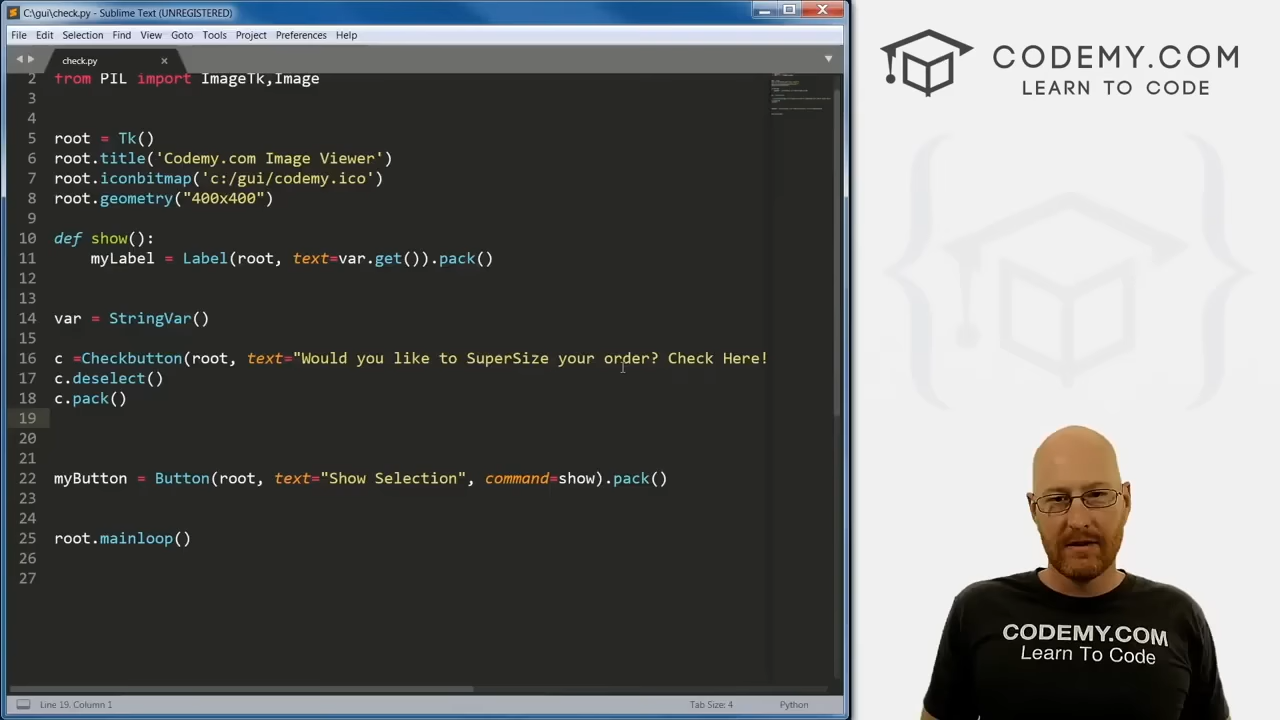 C:\gui\check.py - Sublime Text (UNREGISTERED)
File Edit Selection Find View Goto Tools Project Preferences Help
check.py
2 from PIL import ImageTk,Image
3
4
5 root = Tk()
6 root.title('Codemy.com Image Viewer')
7 root.iconbitmap('c:/gui/codemy.ico')
8 root.geometry("400x400")
9
10 def show():
11 myLabel = Label(root, text=var.get()).pack()
12
13
14 var = StringVar()
15
16 c =Checkbutton(root, text="Would you like to SuperSize your order? Check Here!
17 c.deselect()
18 c.pack()
19
20
21
22 myButton = Button(root, text="Show Selection", command=show).pack()
23
24
25 root.mainloop()
26
27
Line 19, Column 1
Tab Size: 4
Python
CODEMY.COM
LEARN TO CODE
CODEMY.COM
Learn To Code